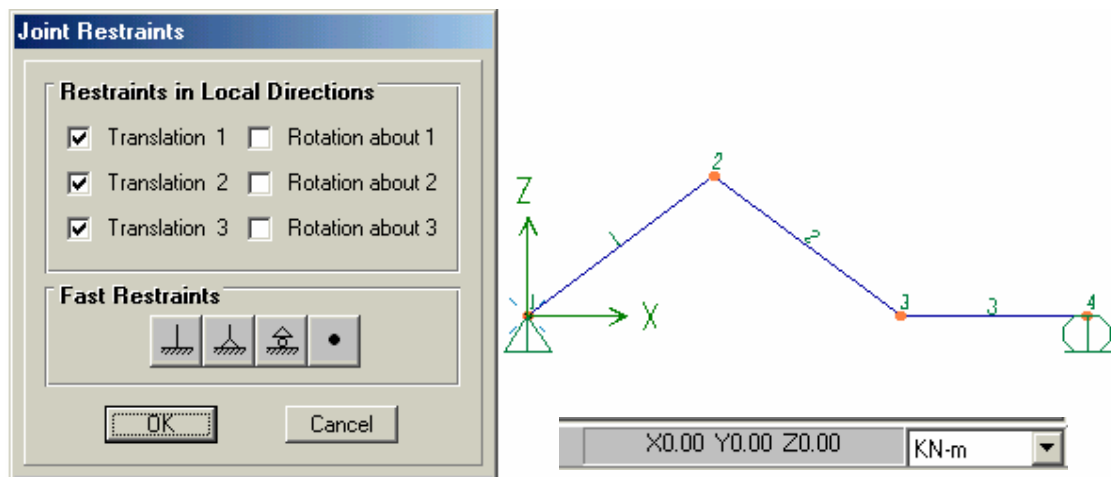 Joint Restraints
Restraints in Local Directions
Translation 1 Rotation about 1
Translation 2 Rotation about 2
Translation 3 Rotation about 3
Fast Restraints
OK Cancel
2
Z
1 2
1 3 3 4
X
X0.00 Y0.00 Z0.00 KN-m